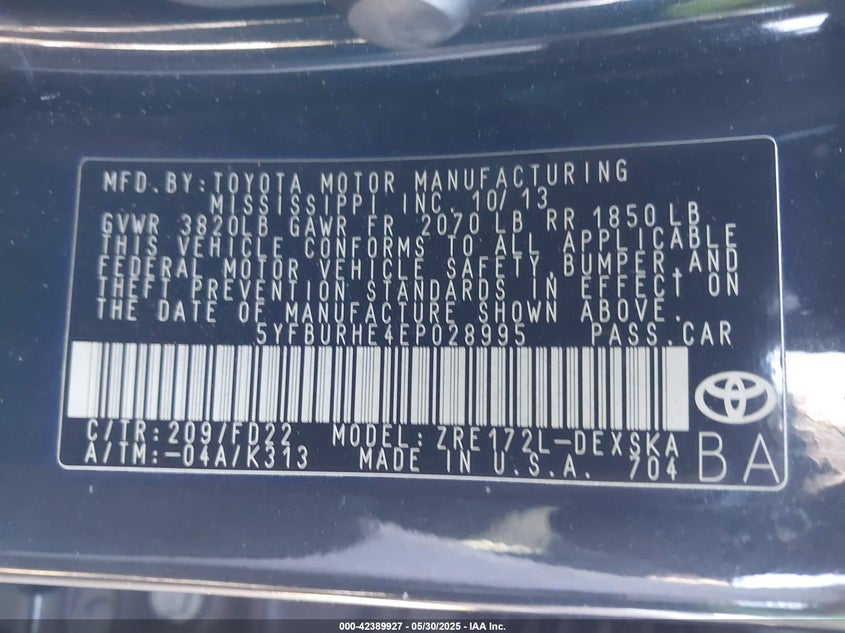 MFD.BY:TOYOTA MOTOR MANUFACTURING
MISSISSIPPI INC. 10/13
GVWR 3820LB GAWR FR 2070 LB RR 1850 LB
THIS VEHICLE CONFORMS TO ALL APPLICABLE
FEDERAL MOTOR VEHICLE SAFETY,BUMPER,AND
THEFT PREVENTION STANDARDS IN EFFECT ON
THE DATE OF MANUFACTURE SHOWN ABOVE.
5YFBURHE4EP028995 PASS.CAR
C/TR:209/FD22 MODEL:ZRE172L-DEXSKA
A/TM:-04A/K313 MADE IN U.S.A. 704
BA
000-42389927 - 05/30/2025 - IAA Inc.